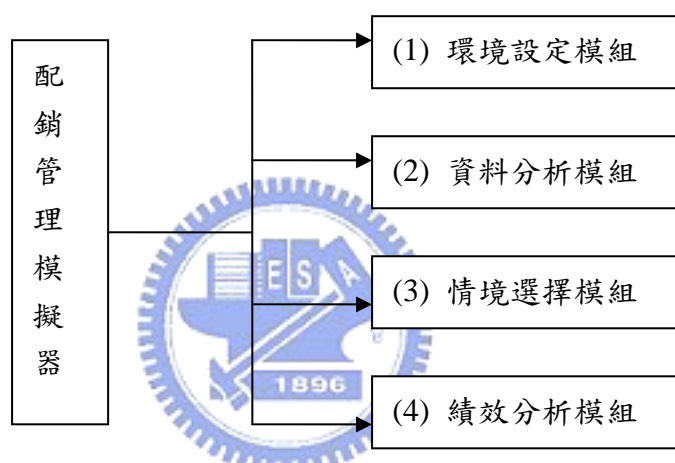 配
銷
管
理
模
擬
器
(1) 環境設定模組
(2) 資料分析模組
(3) 情境選擇模組
(4) 績效分析模組
E S A
1896